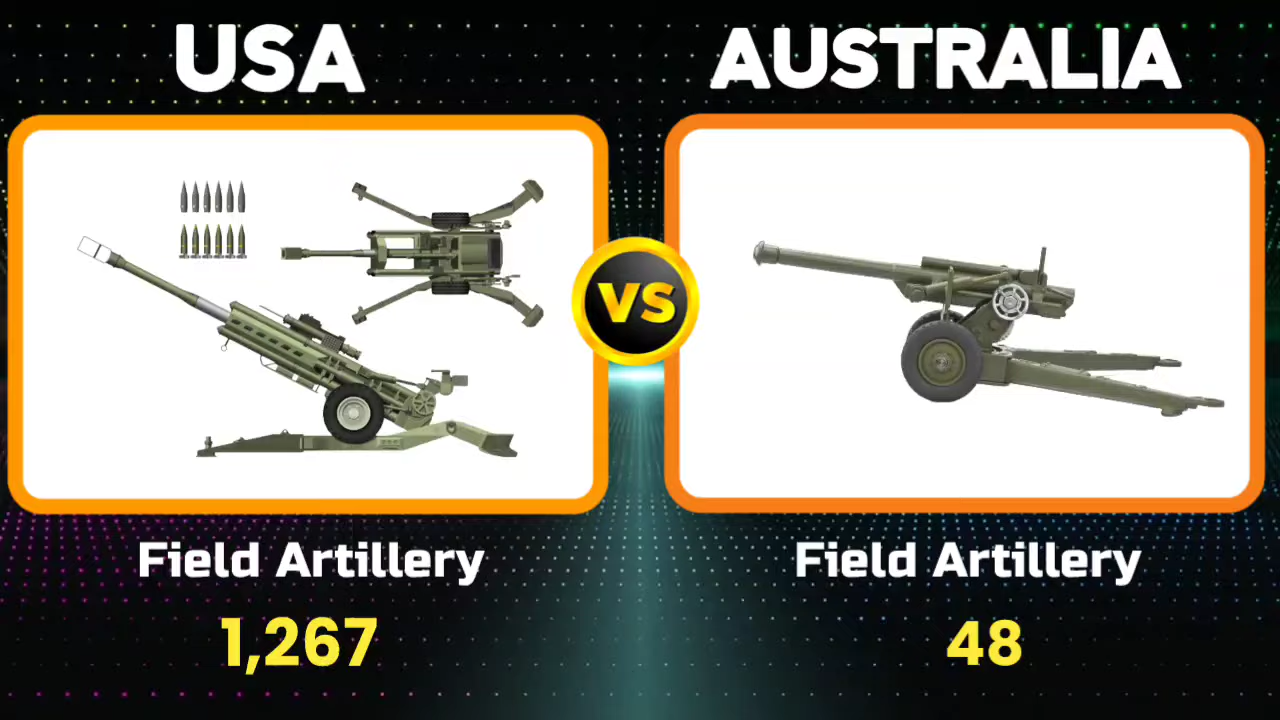 USA
AUSTRALIA
VS
Field Artillery
Field Artillery
1,267
48